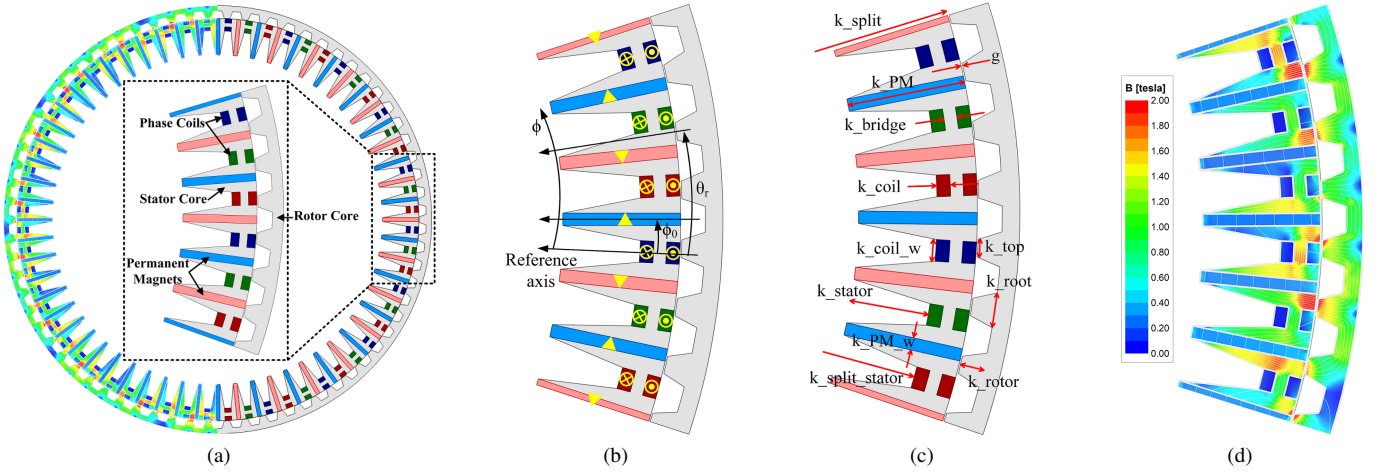 Phase Coils
Stator Core
Rotor Core
Permanent
Magnets
(a)
ϕ
θ_r
ϕ_0
Reference
axis
(b)
k_split
g
k_PM
k_bridge
k_coil
k_coil_w
k_top
k_root
k_stator
k_PM_w
k_split_stator
k_rotor
(c)
B [tesla]
2.00
1.80
1.60
1.40
1.20
1.00
0.80
0.60
0.40
0.20
0.00
(d)